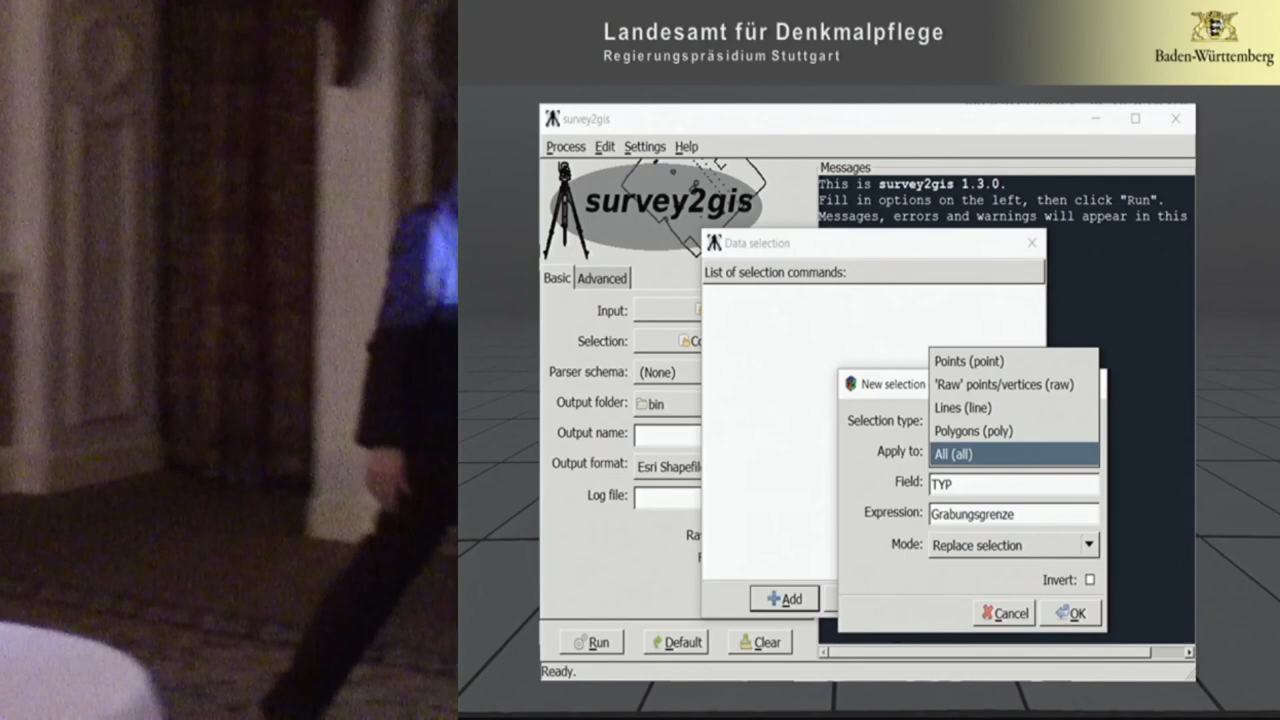 Landesamt für Denkmalpflege
Regierungspräsidium Stuttgart
Baden-Württemberg
survey2gis
Process Edit Settings Help
survey2gis
Messages
This is survey2gis 1.3.0.
Fill in options on the left, then click "Run".
Messages, errors and warnings will appear in this
Data selection
List of selection commands:
Basic Advanced
Input:
Selection:
Parser schema: (None)
Output folder: bin
Output name:
Output format: Esri Shapefil
Log file:
Add
New selection
Selection type:
Apply to:
Points (point)
'Raw' points/vertices (raw)
Lines (line)
Polygons (poly)
All (all)
Field: TYP
Expression: Grabungsgrenze
Mode: Replace selection
Invert:
Cancel OK
Run Default Clear
Ready.